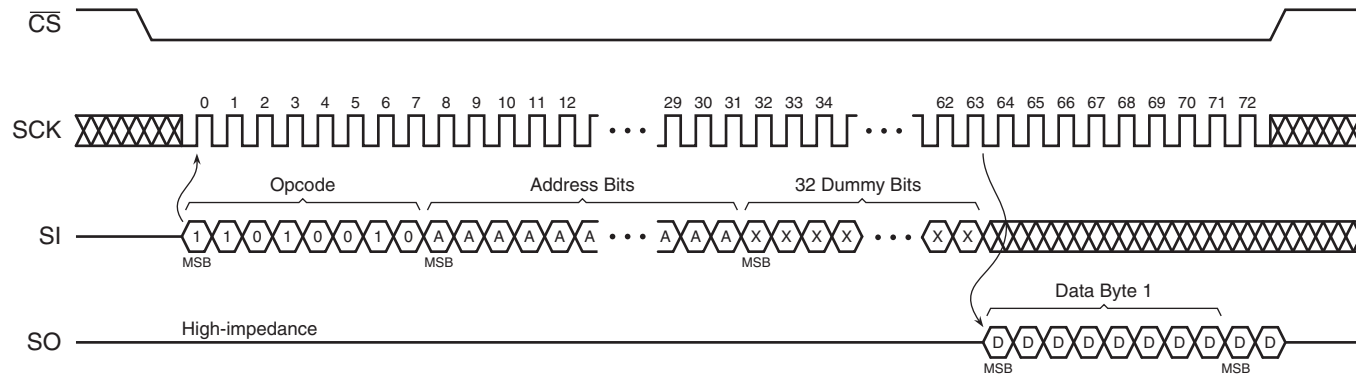 CS
0 1 2 3 4 5 6 7 8 9 10 11 12 29 30 31 32 33 34 62 63 64 65 66 67 68 69 70 71 72
SCK
Opcode Address Bits 32 Dummy Bits
SI 1 1 0 1 0 0 1 0 A A A A A A A A A X X X X X X
MSB MSB MSB
Data Byte 1
High-impedance
SO D D D D D D D D D D
MSB MSB